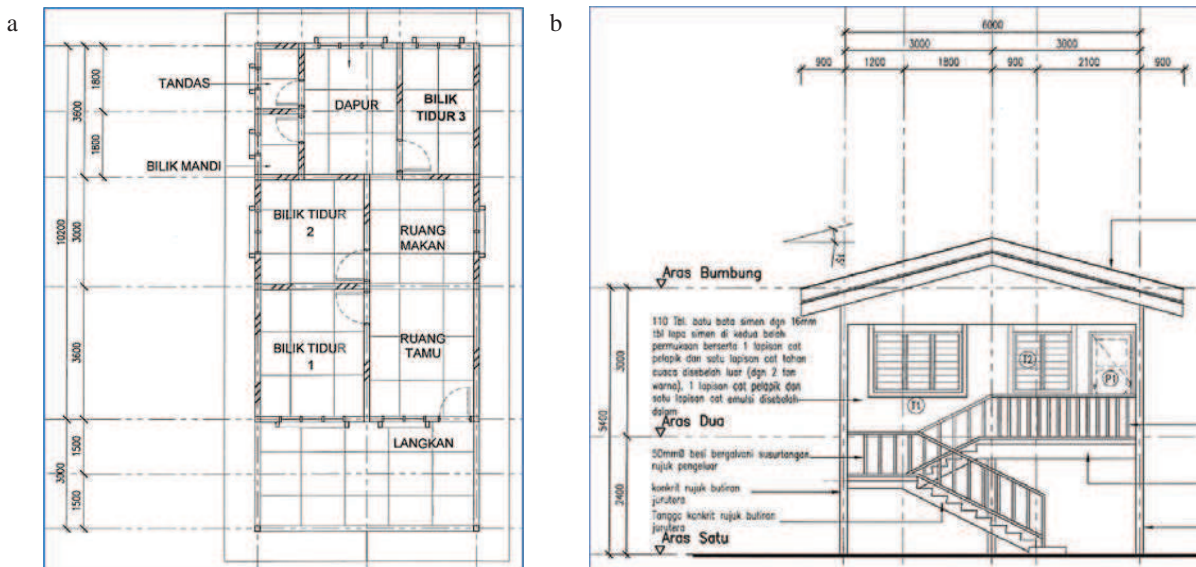 a
TANDAS
DAPUR
BILIK
TIDUR 3
BILIK MANDI
BILIK TIDUR
2
RUANG
MAKAN
BILIK TIDUR
1
RUANG
TAMU
LANGKAN
1800
3600
1800
10200
3000
3600
1500
3000
1500
b
6000
3000
3000
900
1200
1800
900
2100
900
15°
Aras Bumbung
110 Tbl. batu bata simen dgn 16mm
tbl lapa simen di kedua belah
permukaan berserta 1 lapisan cat
pelapik dan satu lapisan cat tahan
cuaca disebelah luar (dgn 2 ton
warna), 1 lapisan cat pelapik dan
satu lapisan cat emulsi disebelah
dalam
T1
T2
P1
Aras Dua
50mmØ besi bergalvani susurtangan
rujuk pengeluar
konkrit rujuk butiran
jurutera
Tangga konkrit rujuk butiran
jurutera
Aras Satu
3000
5400
2400